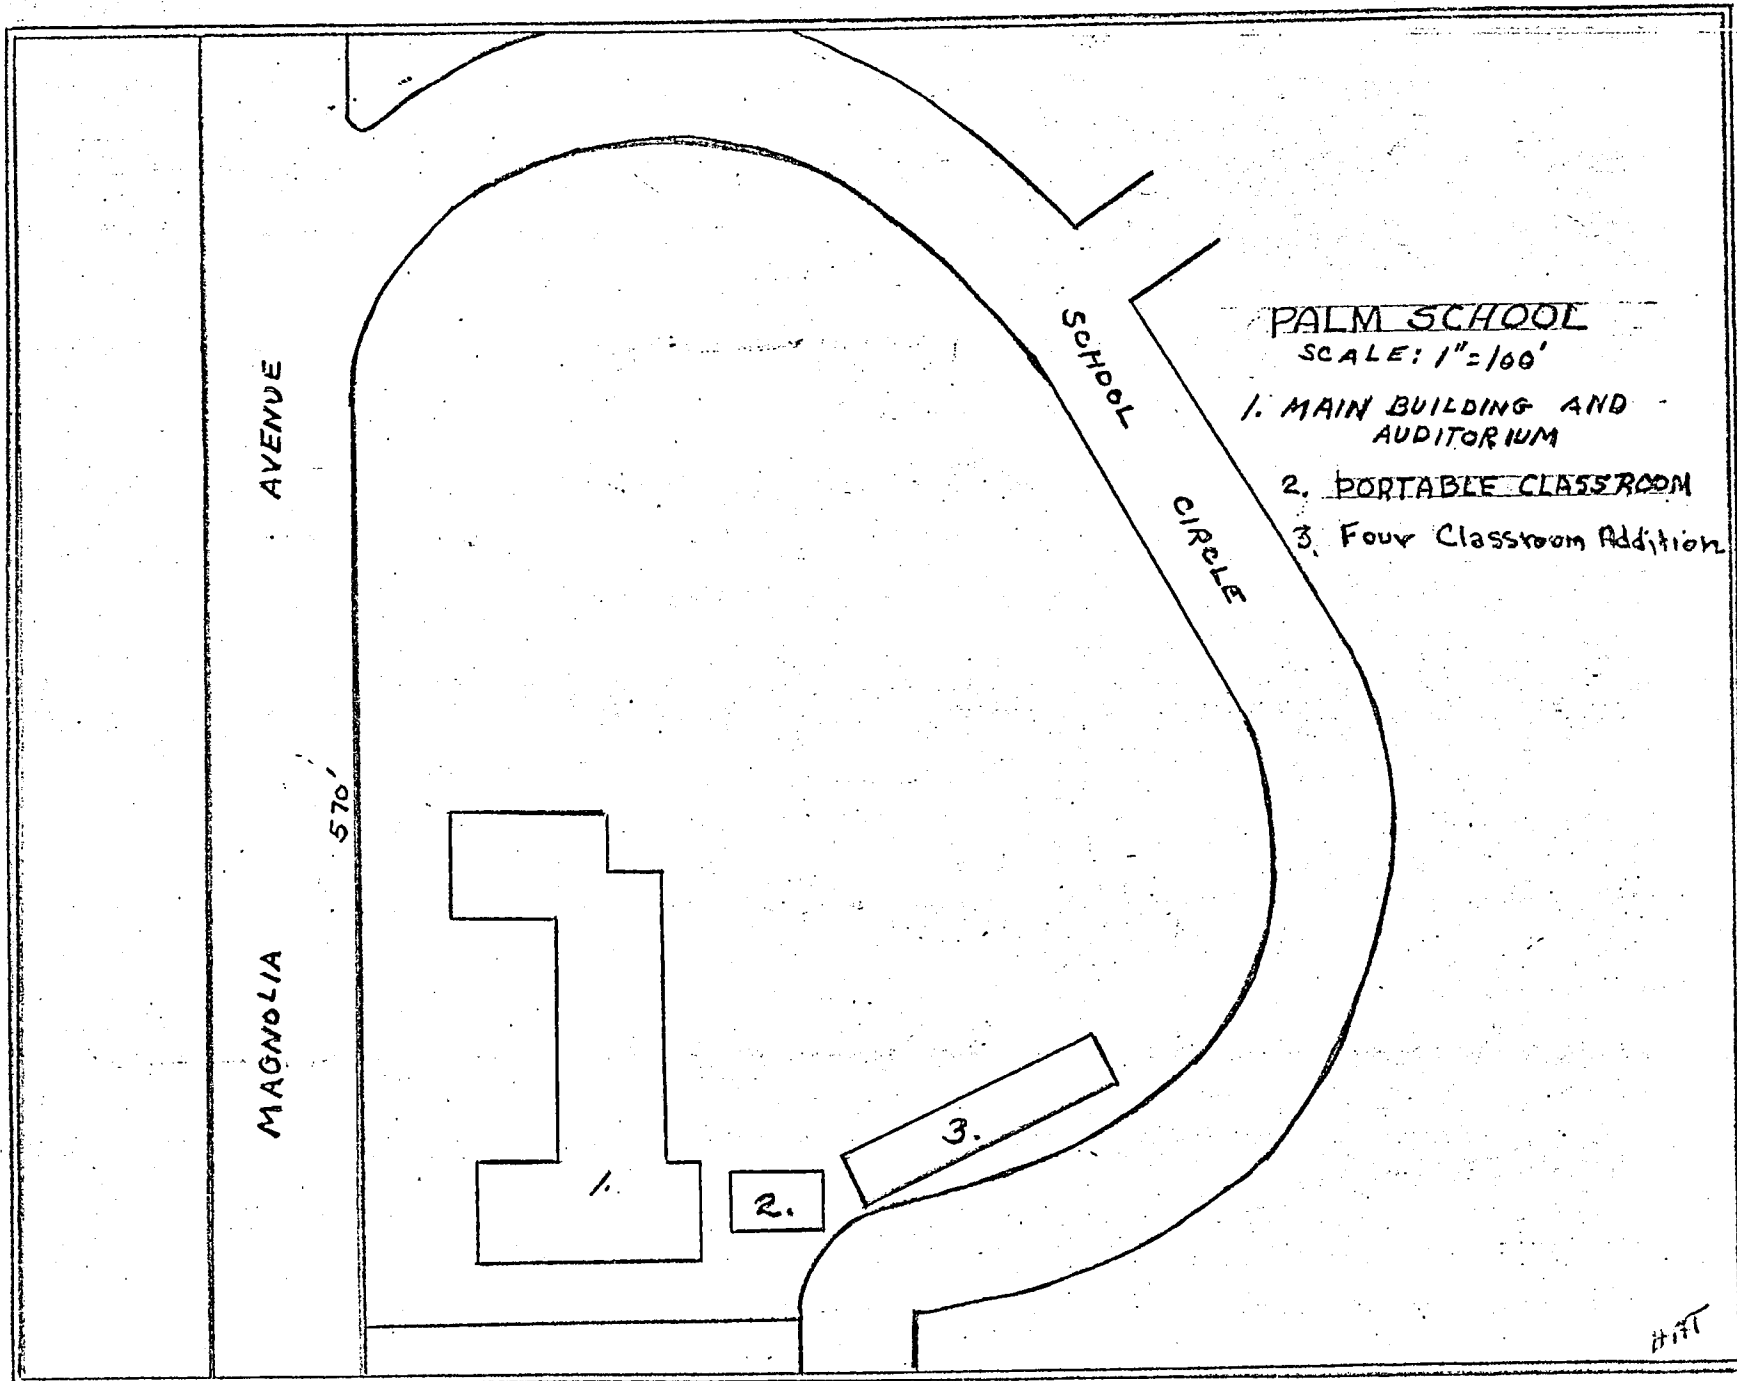 PALM SCHOOL
SCALE: 1"=100'
1. MAIN BUILDING AND
AUDITORIUM
2. PORTABLE CLASSROOM
3. Four Classroom Addition
SCHOOL
CIRCLE
MAGNOLIA
AVENUE
570'
1.
2.
3.